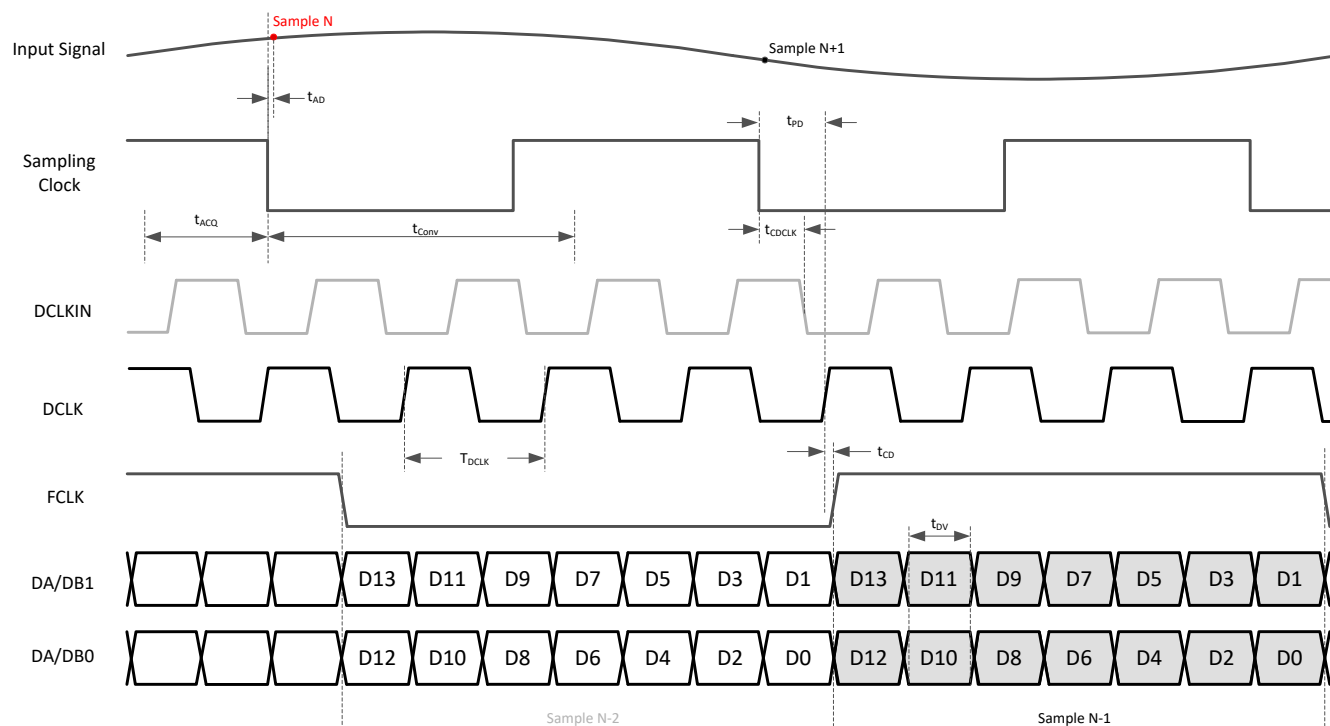 Sample N
Input Signal
Sample N+1
tAD
tPD
Sampling
Clock
tACQ
tConv
tCDCLK
DCLKIN
DCLK
TDCLK
tCD
FCLK
tDV
DA/DB1
D13 D11 D9 D7 D5 D3 D1 D13 D11 D9 D7 D5 D3 D1
DA/DB0
D12 D10 D8 D6 D4 D2 D0 D12 D10 D8 D6 D4 D2 D0
Sample N-2
Sample N-1